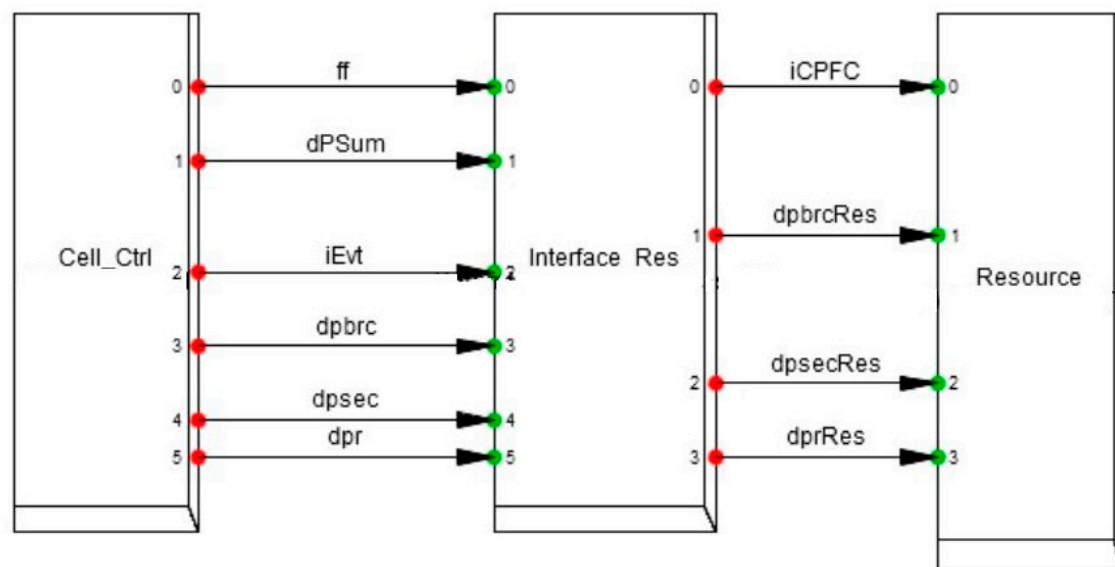 ff
iCPFC
0
0
0
0
dPSum
1
1
dpbrcRes
1
1
Cell_Ctrl
iEvt
Interface Res
2
2
Resource
dpbrc
3
3
dpsecRes
2
2
dpsec
4
4
dpr
dprRes
5
5
3
3